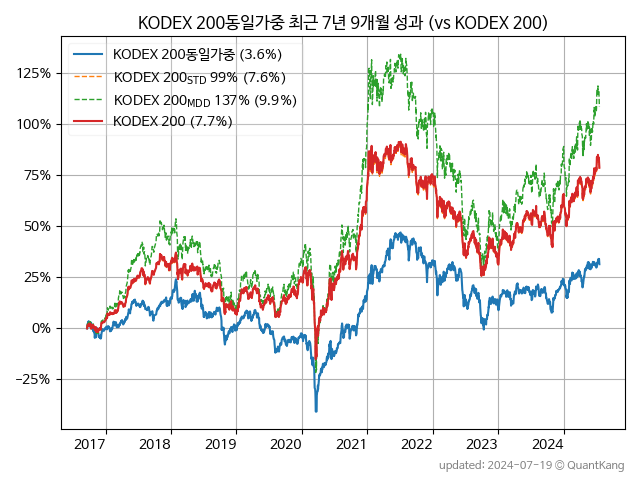 KODEX 200동일가중 최근 7년 9개월 성과 (vs KODEX 200)
KODEX 200동일가중 (3.6%)
KODEX 200STD 99% (7.6%)
KODEX 200MDD 137% (9.9%)
KODEX 200 (7.7%)
125%
100%
75%
50%
25%
0%
−25%
2017 2018 2019 2020 2021 2022 2023 2024
updated: 2024-07-19 © QuantKang